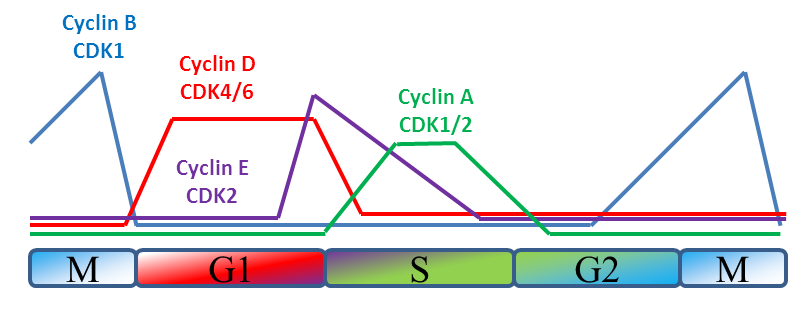 Cyclin B
CDK1
Cyclin D
CDK4/6
Cyclin A
CDK1/2
Cyclin E
CDK2
M G1 S G2 M